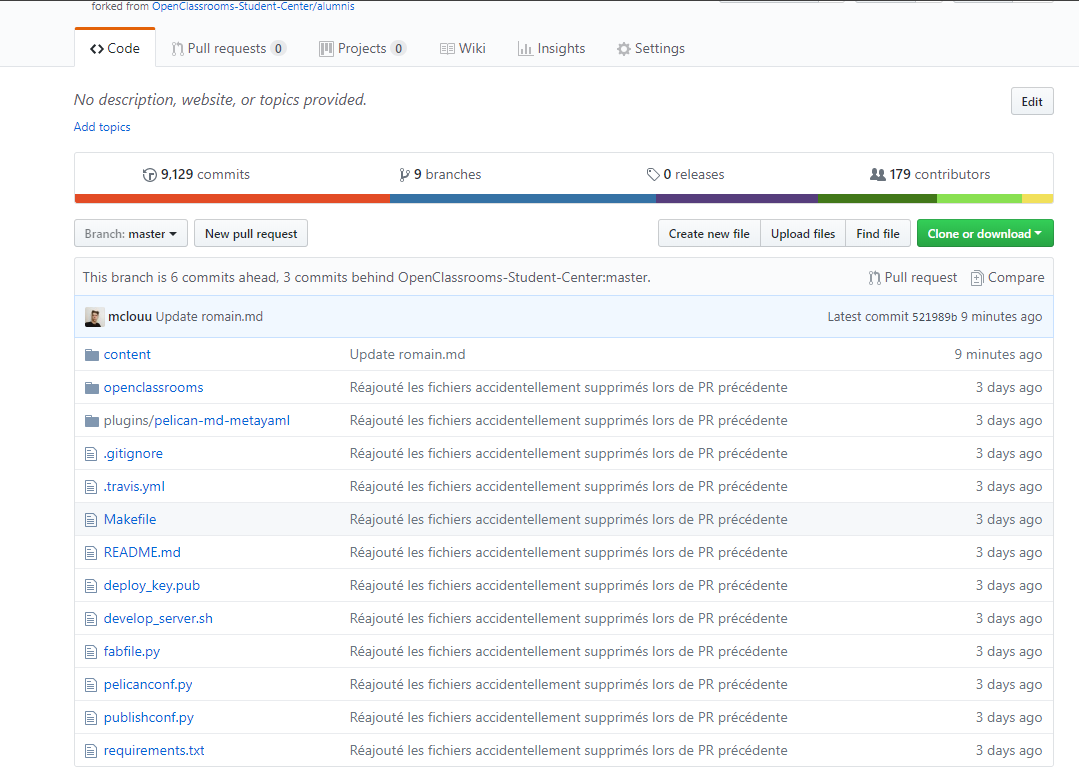 forked from OpenClassrooms-Student-Center/alumnis
Code Pull requests 0 Projects 0 Wiki Insights Settings
No description, website, or topics provided. Edit
Add topics
9,129 commits 9 branches 0 releases 179 contributors
Branch: master New pull request Create new file Upload files Find file Clone or download
This branch is 6 commits ahead, 3 commits behind OpenClassrooms-Student-Center:master. Pull request Compare
mclouu Update romain.md Latest commit 521989b 9 minutes ago
content Update romain.md 9 minutes ago
openclassrooms Réajouté les fichiers accidentellement supprimés lors de PR précédente 3 days ago
plugins/pelican-md-metayaml Réajouté les fichiers accidentellement supprimés lors de PR précédente 3 days ago
.gitignore Réajouté les fichiers accidentellement supprimés lors de PR précédente 3 days ago
.travis.yml Réajouté les fichiers accidentellement supprimés lors de PR précédente 3 days ago
Makefile Réajouté les fichiers accidentellement supprimés lors de PR précédente 3 days ago
README.md Réajouté les fichiers accidentellement supprimés lors de PR précédente 3 days ago
deploy_key.pub Réajouté les fichiers accidentellement supprimés lors de PR précédente 3 days ago
develop_server.sh Réajouté les fichiers accidentellement supprimés lors de PR précédente 3 days ago
fabfile.py Réajouté les fichiers accidentellement supprimés lors de PR précédente 3 days ago
pelicanconf.py Réajouté les fichiers accidentellement supprimés lors de PR précédente 3 days ago
publishconf.py Réajouté les fichiers accidentellement supprimés lors de PR précédente 3 days ago
requirements.txt Réajouté les fichiers accidentellement supprimés lors de PR précédente 3 days ago